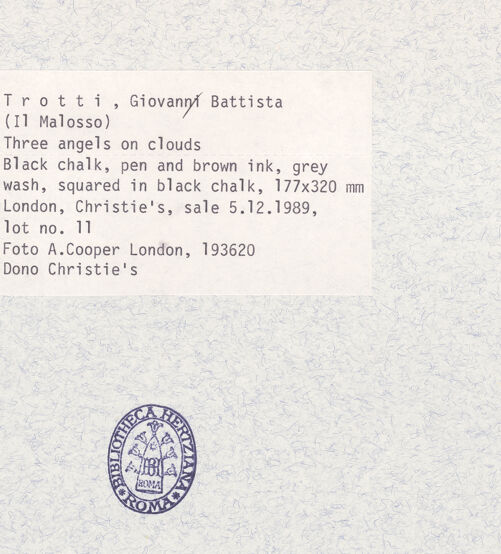 T r o t t i , Giovanni Battista
(Il Malosso)
Three angels on clouds
Black chalk, pen and brown ink, grey
wash, squared in black chalk, 177x320 mm
London, Christie's, sale 5.12.1989,
lot no. 11
Foto A.Cooper London, 193620
Dono Christie's
BIBLIOTHECA HERTZIANA
BH
ROMA
* ROMA *